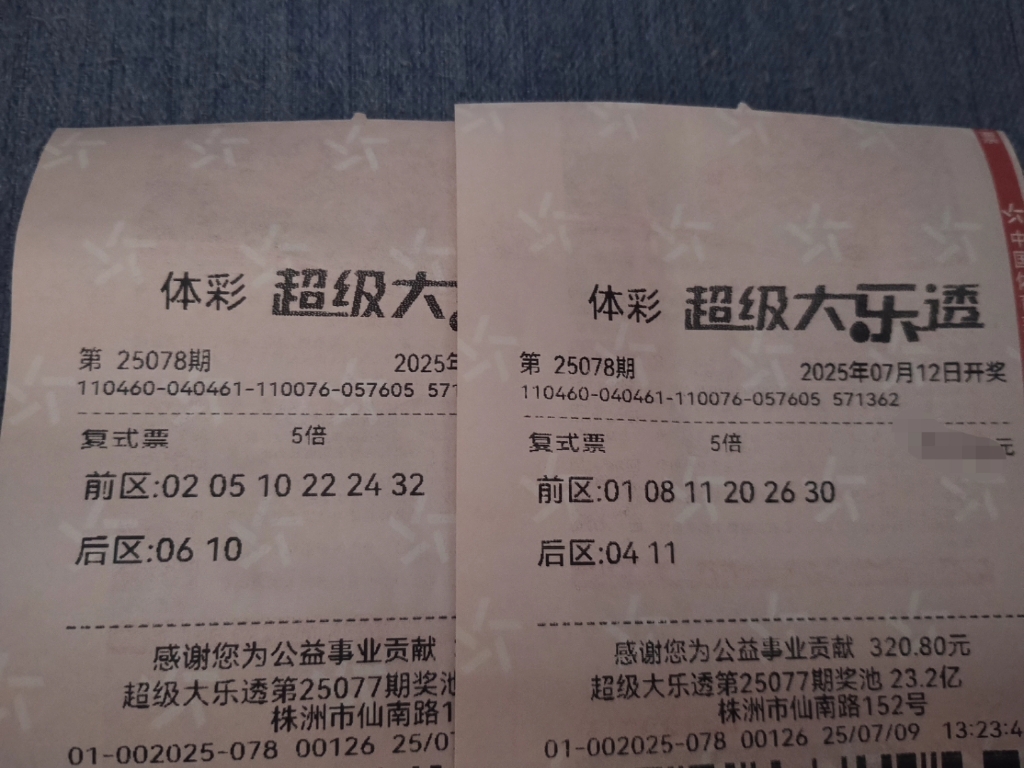 体彩 超级大
第 25078期 2025年
110460-040461-110076-057605 571
复式票 5倍
前区:02 05 10 22 24 32
后区:06 10
感谢您为公益事业贡献
超级大乐透第25077期奖池
株洲市仙南路1
01-002025-078 00126 25/07
体彩 超级大乐透
第 25078期 2025年07月12日开奖
110460-040461-110076-057605 571362
复式票 5倍 元
前区:01 08 11 20 26 30
后区:04 11
感谢您为公益事业贡献 320.80元
超级大乐透第25077期奖池 23.2亿
株洲市仙南路152号
01-002025-078 00126 25/07/09 13:23:4
中国